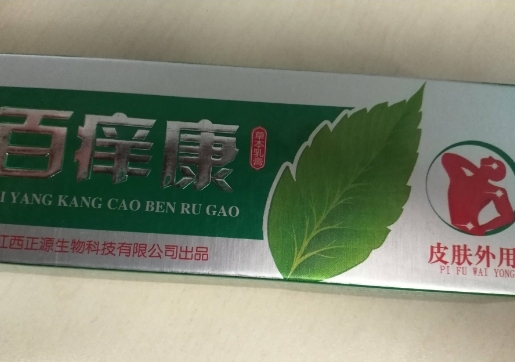 百痒康
草本乳膏
I YANG KANG CAO BEN RU GAO
江西正源生物科技有限公司出品
皮肤外用
PI FU WAI YONG